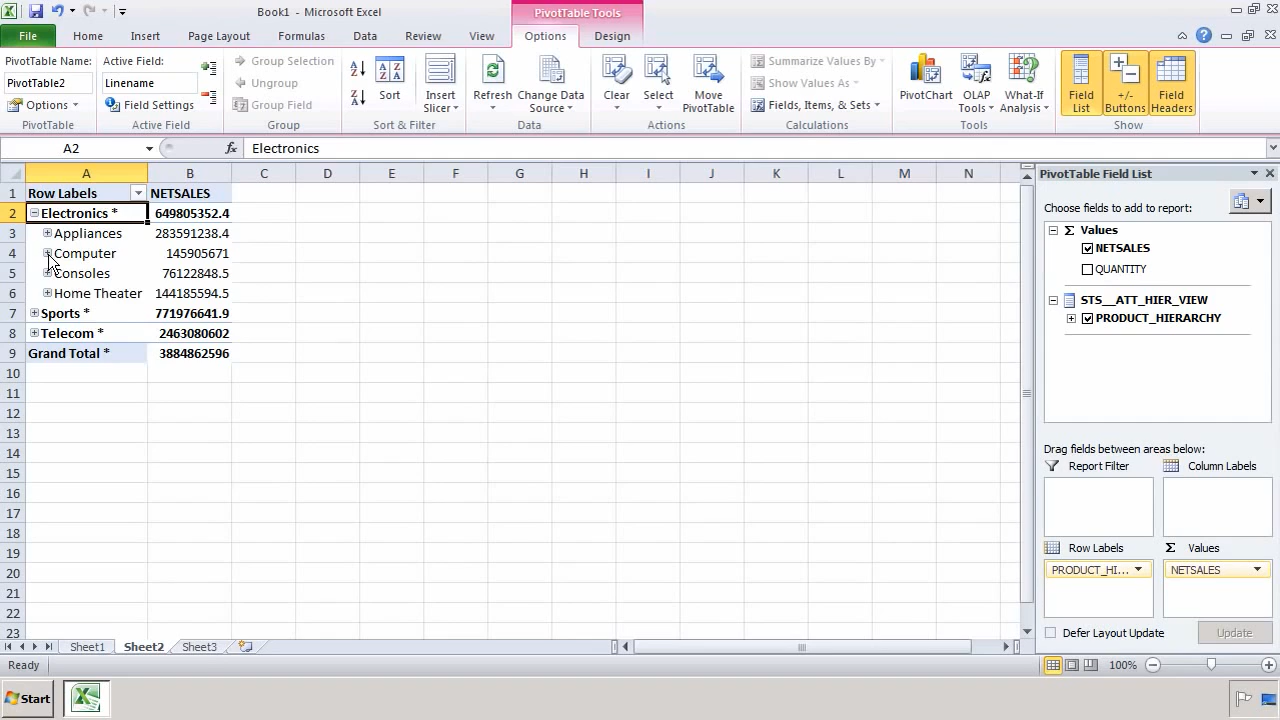 Book1 - Microsoft Excel
PivotTable Tools
File Home Insert Page Layout Formulas Data Review View Options Design
PivotTable Name:
PivotTable2
Options
PivotTable
Active Field:
Linename
Field Settings
Active Field
Group Selection
Ungroup
Group Field
Group
Sort
Insert
Slicer
Sort & Filter
Refresh
Change Data
Source
Data
Clear
Select
Move
PivotTable
Actions
Summarize Values By
Show Values As
Fields, Items, & Sets
Calculations
PivotChart
OLAP
Tools
What-If
Analysis
Tools
Field
List
+/-
Buttons
Field
Headers
Show
A2 fx Electronics
A B C D E F G H I J K L M N
1 Row Labels NETSALES
2 Electronics * 649805352.4
3 Appliances 283591238.4
4 Computer 145905671
5 Consoles 76122848.5
6 Home Theater 144185594.5
7 Sports * 771976641.9
8 Telecom * 2463080602
9 Grand Total * 3884862596
10
11
12
13
14
15
16
17
18
19
20
21
22
23
PivotTable Field List
Choose fields to add to report:
Σ Values
NETSALES
QUANTITY
STS__ATT_HIER_VIEW
PRODUCT_HIERARCHY
Drag fields between areas below:
Report Filter Column Labels
Row Labels Σ Values
PRODUCT_HI... NETSALES
Defer Layout Update Update
Sheet1 Sheet2 Sheet3
Ready 100%
Start